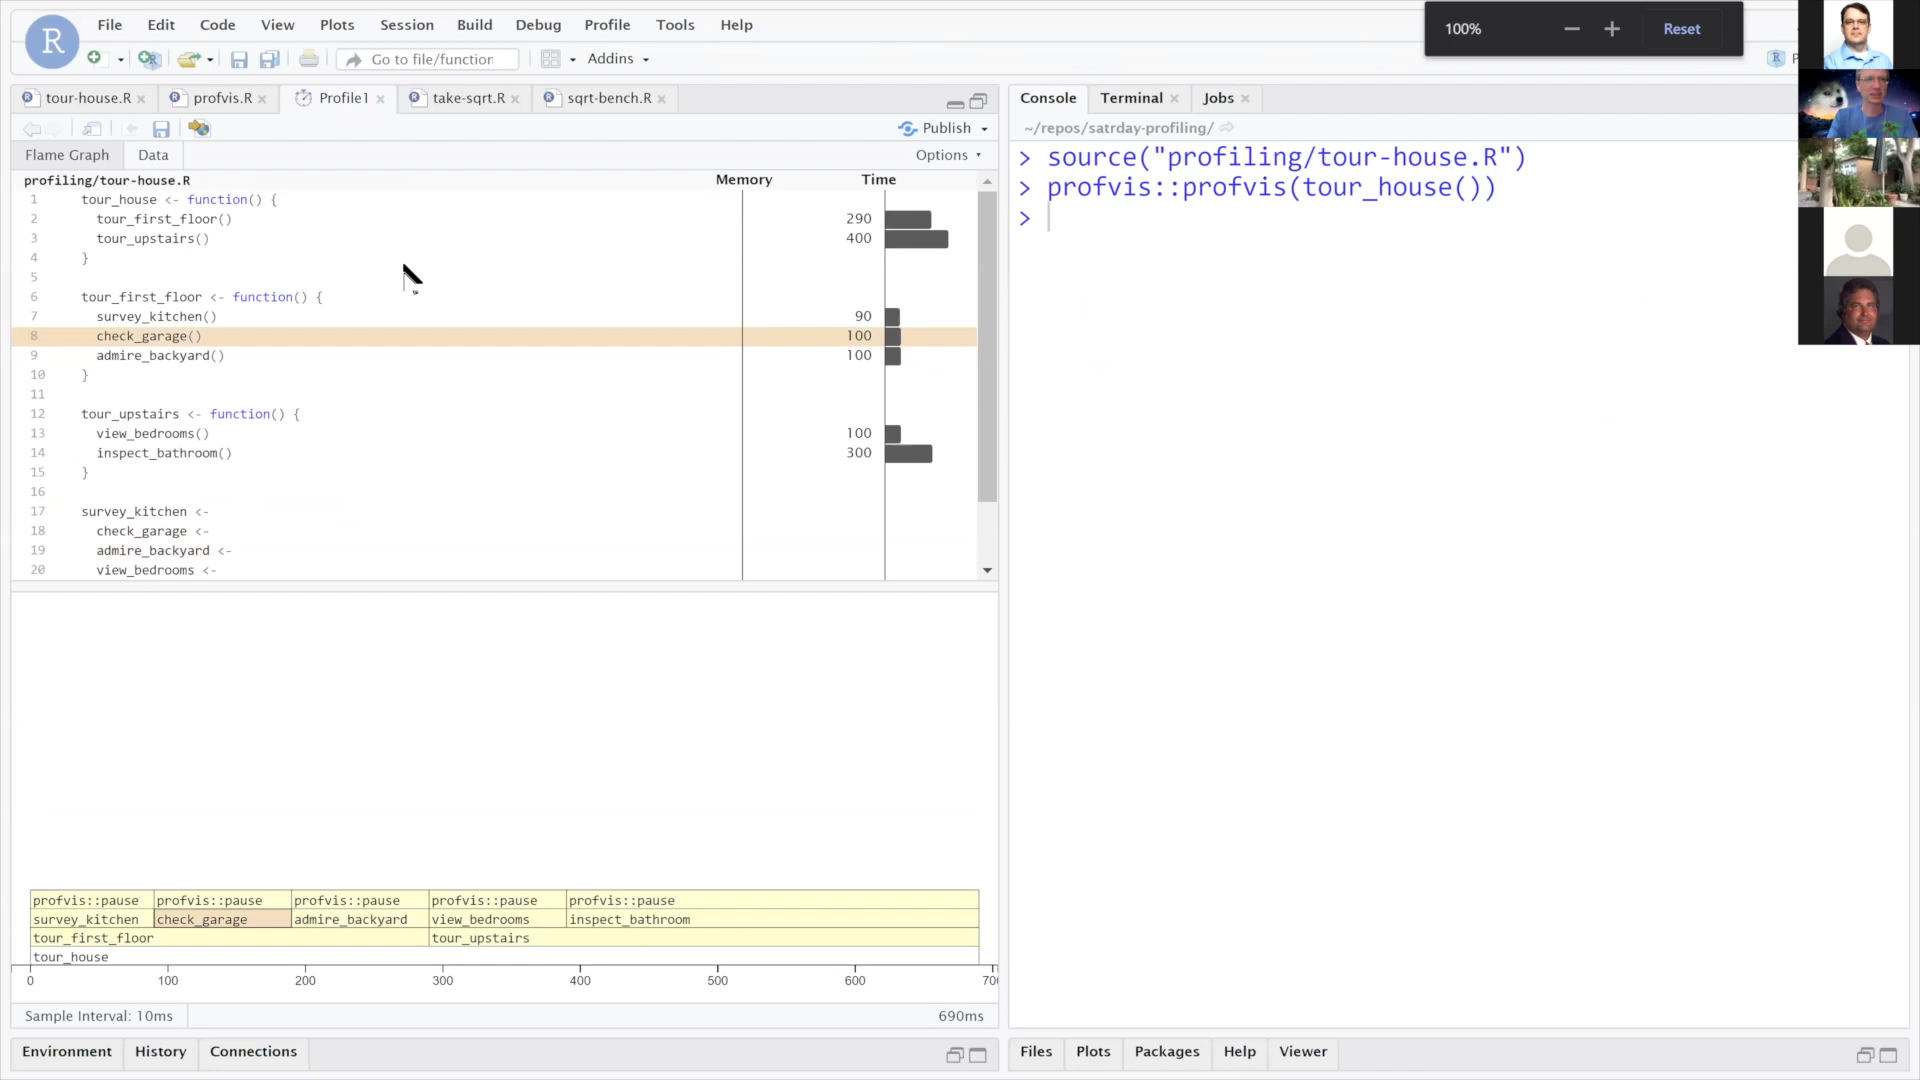 R File Edit Code View Plots Session Build Debug Profile Tools Help
100% Reset
Go to file/function Addins
tour-house.R profvis.R Profile1 take-sqrt.R sqrt-bench.R
Publish
Flame Graph Data Options
profiling/tour-house.R Memory Time
1 tour_house <- function() {
2 tour_first_floor() 290
3 tour_upstairs() 400
4 }
5
6 tour_first_floor <- function() {
7 survey_kitchen() 90
8 check_garage() 100
9 admire_backyard() 100
10 }
11
12 tour_upstairs <- function() {
13 view_bedrooms() 100
14 inspect_bathroom() 300
15 }
16
17 survey_kitchen <-
18 check_garage <-
19 admire_backyard <-
20 view_bedrooms <-
profvis::pause profvis::pause profvis::pause profvis::pause profvis::pause
survey_kitchen check_garage admire_backyard view_bedrooms inspect_bathroom
tour_first_floor tour_upstairs
tour_house
0 100 200 300 400 500 600 700
Sample Interval: 10ms 690ms
Environment History Connections
Console Terminal Jobs
~/repos/satrday-profiling/
> source("profiling/tour-house.R")
> profvis::profvis(tour_house())
>
Files Plots Packages Help Viewer